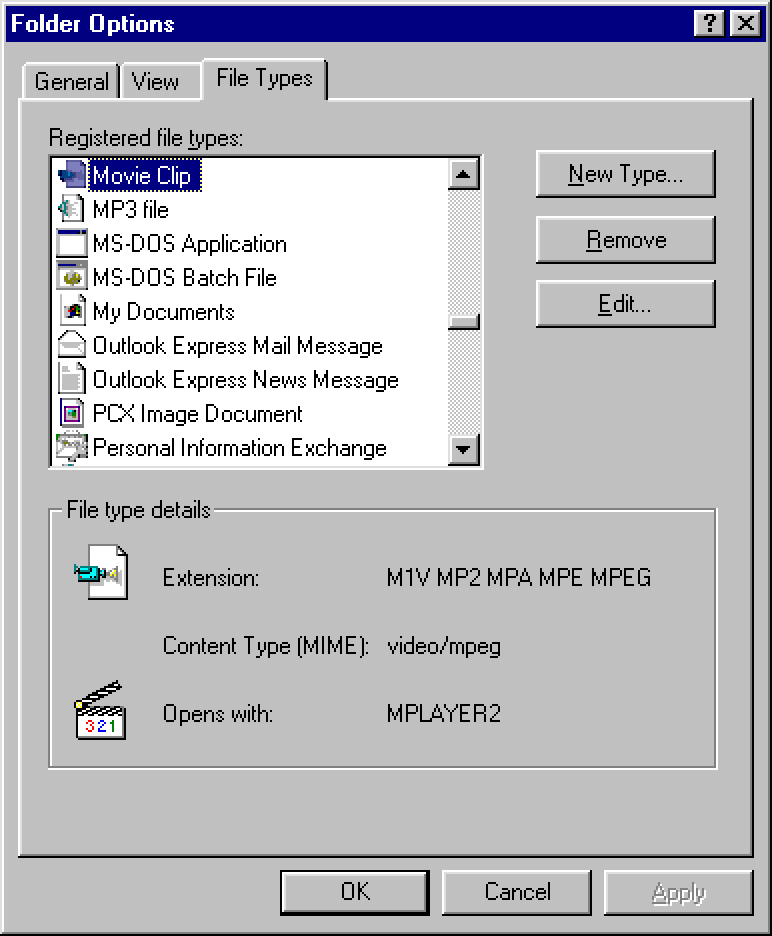 Folder Options
General View File Types
Registered file types:
Movie Clip
MP3 file
MS-DOS Application
MS-DOS Batch File
My Documents
Outlook Express Mail Message
Outlook Express News Message
PCX Image Document
Personal Information Exchange
New Type...
Remove
Edit...
File type details
Extension: M1V MP2 MPA MPE MPEG
Content Type (MIME): video/mpeg
321
Opens with: MPLAYER2
OK Cancel Apply